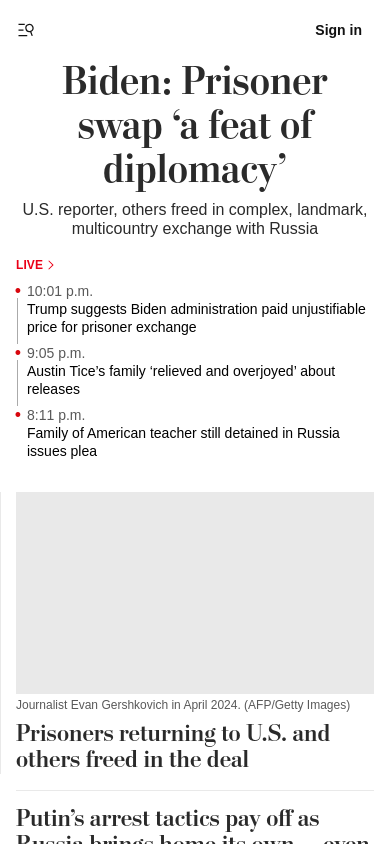 Sign in
Biden: Prisoner
swap ‘a feat of
diplomacy’
U.S. reporter, others freed in complex, landmark,
multicountry exchange with Russia
LIVE
10:01 p.m.
Trump suggests Biden administration paid unjustifiable
price for prisoner exchange
9:05 p.m.
Austin Tice’s family ‘relieved and overjoyed’ about
releases
8:11 p.m.
Family of American teacher still detained in Russia
issues plea
Journalist Evan Gershkovich in April 2024. (AFP/Getty Images)
Prisoners returning to U.S. and
others freed in the deal
Putin’s arrest tactics pay off as
Russia brings home its own — even